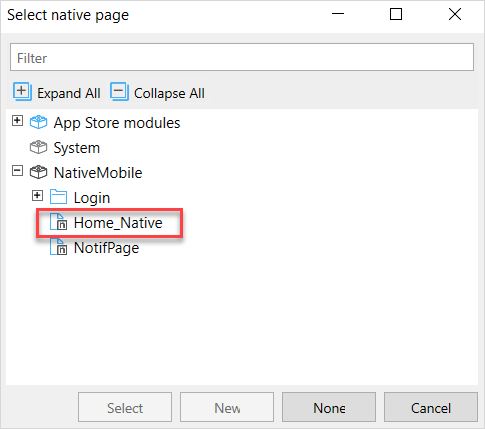 Select native page
Filter
Expand All Collapse All
App Store modules
System
NativeMobile
Login
Home_Native
NotifPage
Select New None Cancel